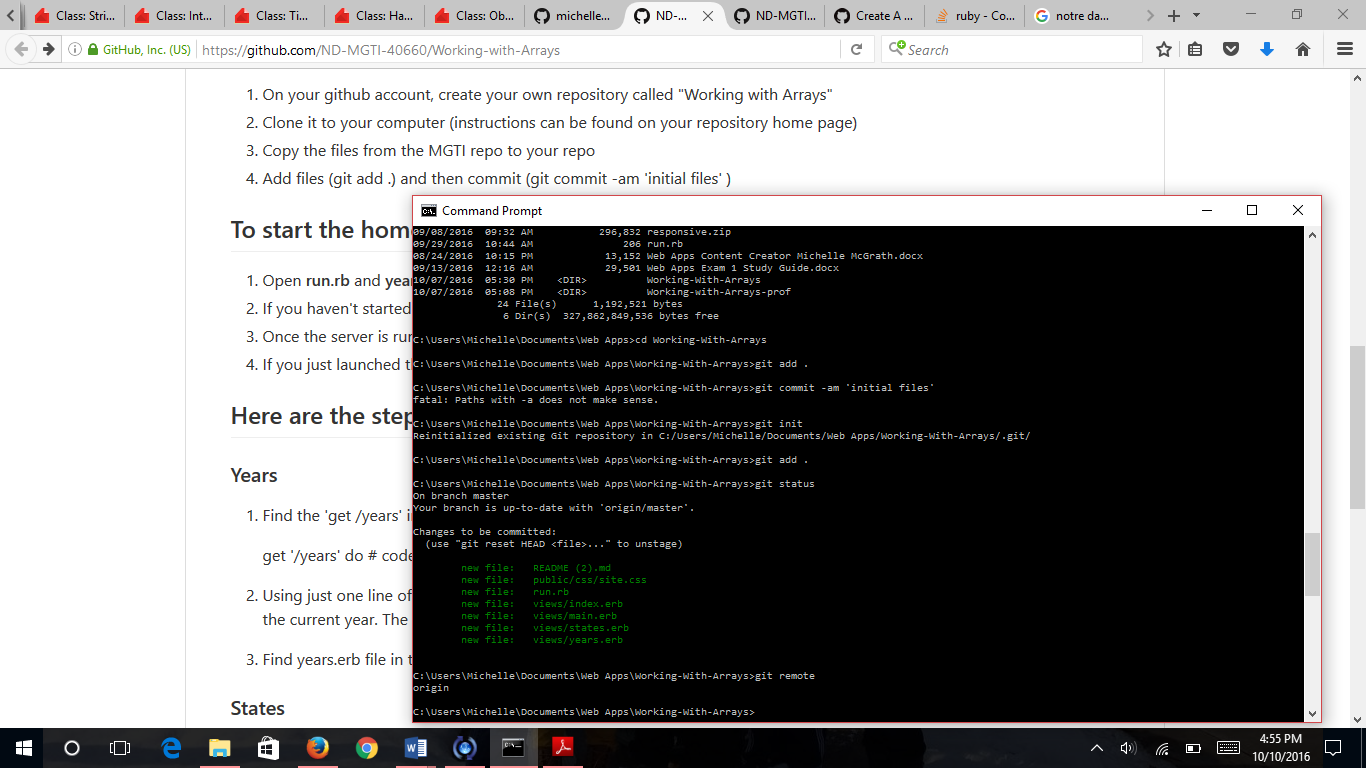 Class: Stri...
Class: Int...
Class: Ti...
Class: Ha...
Class: Ob...
michelle...
ND-...
ND-MGTI...
Create A ...
ruby - Co...
notre da...
GitHub, Inc. (US)
https://github.com/ND-MGTI-40660/Working-with-Arrays
Search
1. On your github account, create your own repository called "Working with Arrays"
2. Clone it to your computer (instructions can be found on your repository home page)
3. Copy the files from the MGTI repo to your repo
4. Add files (git add .) and then commit (git commit -am 'initial files' )
To start the hom
1. Open run.rb and yea
2. If you haven't started
3. Once the server is ru
4. If you just launched t
Here are the step
Years
1. Find the 'get /years' i
get '/years' do # code
2. Using just one line of
the current year. The
3. Find years.erb file in t
States
Command Prompt
09/08/2016 09:32 AM 296,832 responsive.zip
09/29/2016 10:44 AM 206 run.rb
08/24/2016 10:15 PM 13,152 Web Apps Content Creator Michelle McGrath.docx
09/13/2016 12:16 AM 29,501 Web Apps Exam 1 Study Guide.docx
10/07/2016 05:30 PM <DIR> Working-With-Arrays
10/07/2016 05:08 PM <DIR> Working-with-Arrays-prof
24 File(s) 1,192,521 bytes
6 Dir(s) 327,862,849,536 bytes free
C:\Users\Michelle\Documents\Web Apps>cd Working-With-Arrays
C:\Users\Michelle\Documents\Web Apps\Working-With-Arrays>git add .
C:\Users\Michelle\Documents\Web Apps\Working-With-Arrays>git commit -am 'initial files'
fatal: Paths with -a does not make sense.
C:\Users\Michelle\Documents\Web Apps\Working-With-Arrays>git init
Reinitialized existing Git repository in C:/Users/Michelle/Documents/Web Apps/Working-With-Arrays/.git/
C:\Users\Michelle\Documents\Web Apps\Working-With-Arrays>git add .
C:\Users\Michelle\Documents\Web Apps\Working-With-Arrays>git status
On branch master
Your branch is up-to-date with 'origin/master'.
Changes to be committed:
(use "git reset HEAD <file>..." to unstage)
new file: README (2).md
new file: public/css/site.css
new file: run.rb
new file: views/index.erb
new file: views/main.erb
new file: views/states.erb
new file: views/years.erb
C:\Users\Michelle\Documents\Web Apps\Working-With-Arrays>git remote
origin
C:\Users\Michelle\Documents\Web Apps\Working-With-Arrays>
4:55 PM
10/10/2016